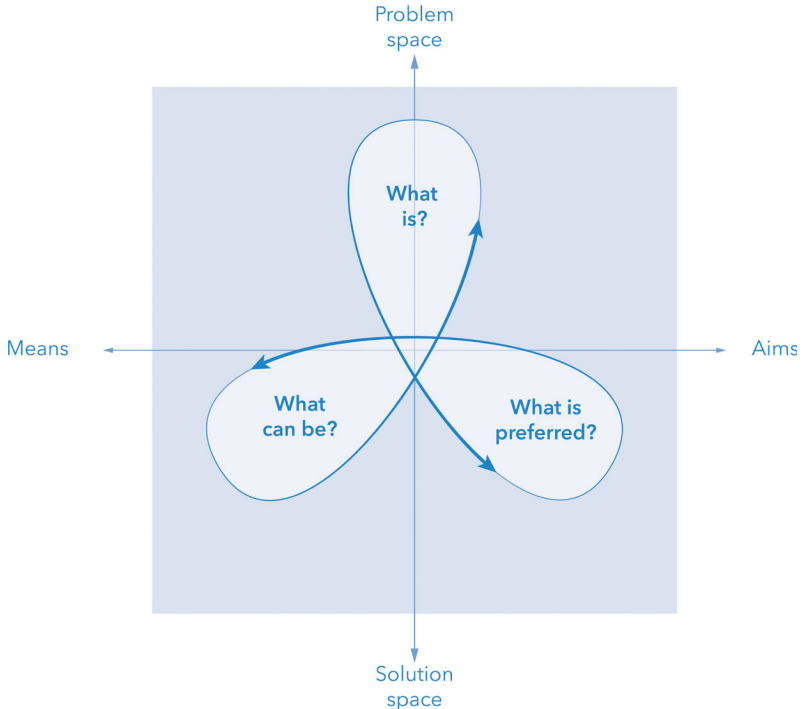 Problem
space
What
is?
Means
Aims
What
can be?
What is
preferred?
Solution
space